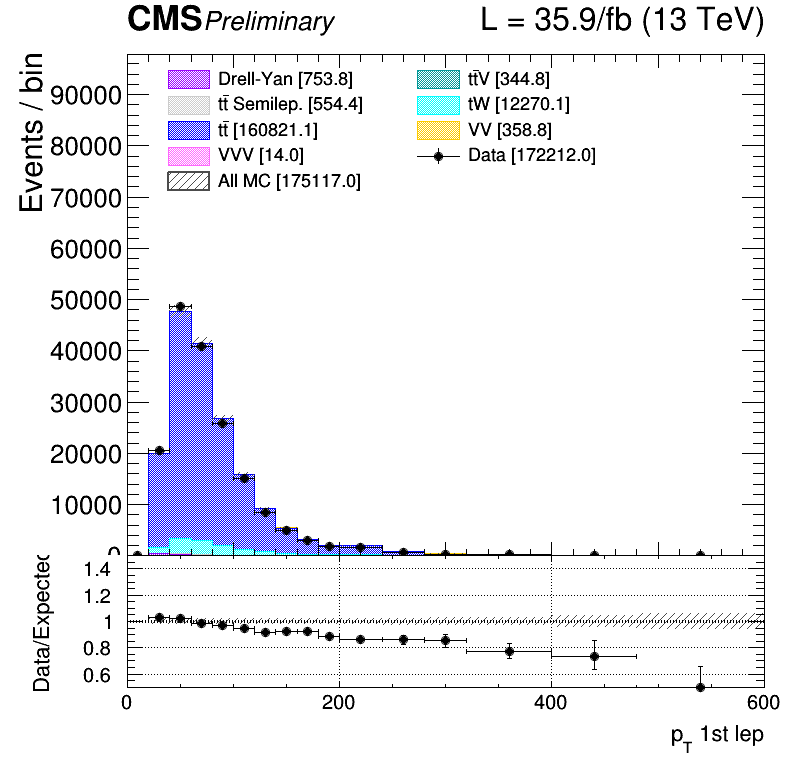 CMS Preliminary L = 35.9/fb (13 TeV)
Events / bin
Drell-Yan [753.8]
tt̄ Semilep. [554.4]
tt̄ [160821.1]
VVV [14.0]
All MC [175117.0]
tt̄V [344.8]
tW [12270.1]
VV [358.8]
Data [172212.0]
90000
80000
70000
60000
50000
40000
30000
20000
10000
0
Data/Expected
1.4
1.2
1
0.8
0.6
0 200 400 600
p_T 1st lep